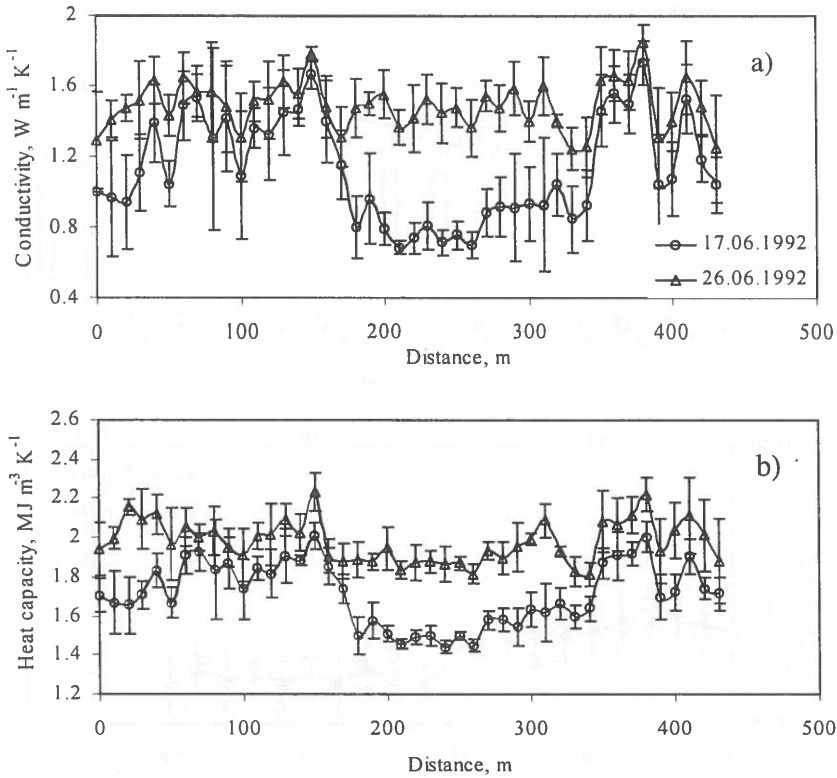 2
1.6
1.2
0.8
0.4
Conductivity, W m⁻¹ K⁻¹
a)
17.06.1992
26.06.1992
0 100 200 300 400 500
Distance, m
2.6
2.4
2.2
2
1.8
1.6
1.4
1.2
Heat capacity, MJ m³ K⁻¹
b)
0 100 200 300 400 500
Distance, m